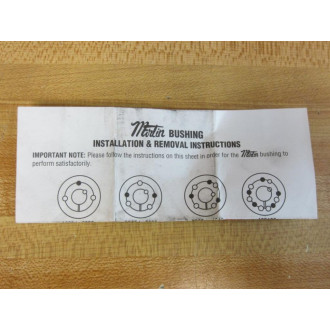 Martin BUSHING
INSTALLATION & REMOVAL INSTRUCTIONS
IMPORTANT NOTE: Please follow the instructions on this sheet in order for the Martin bushing to
perform satisfactorily.